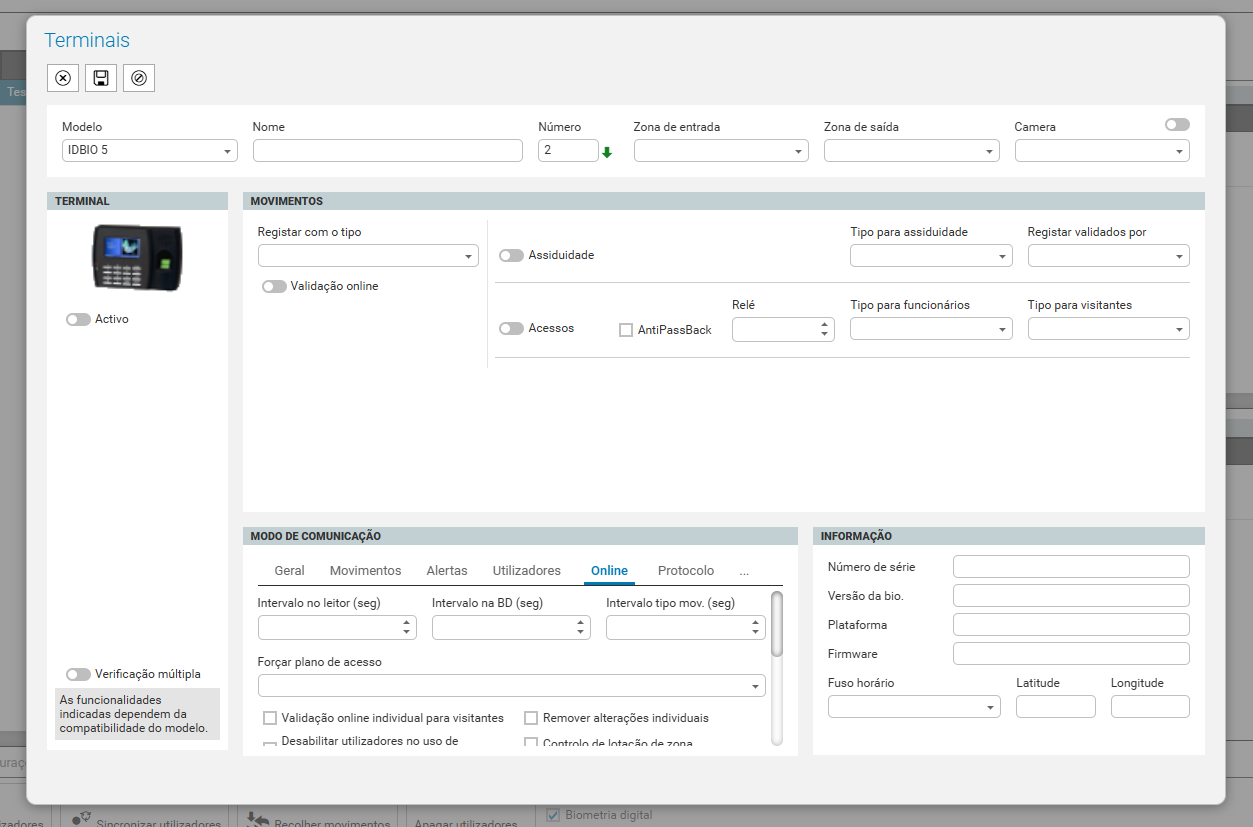 Terminais
Tes
Modelo
Nome
Número
Zona de entrada
Zona de saída
Camera
IDBIO 5
2
TERMINAL
MOVIMENTOS
Registar com o tipo
Validação online
Assiduidade
Tipo para assiduidade
Registar validados por
Acessos
AntiPassBack
Relé
Tipo para funcionários
Tipo para visitantes
Activo
Verificação múltipla
As funcionalidades
indicadas dependem da
compatibilidade do modelo.
MODO DE COMUNICAÇÃO
Geral
Movimentos
Alertas
Utilizadores
Online
Protocolo
...
Intervalo no leitor (seg)
Intervalo na BD (seg)
Intervalo tipo mov. (seg)
Forçar plano de acesso
Validação online individual para visitantes
Remover alterações individuais
Desabilitar utilizadores no uso de
Controlo de lotação de zona
INFORMAÇÃO
Número de série
Versão da bio.
Plataforma
Firmware
Fuso horário
Latitude
Longitude
uraç
izadores
Sincronizar utilizadores
Recolher movimentos
Apagar utilizadores
Biometria digital